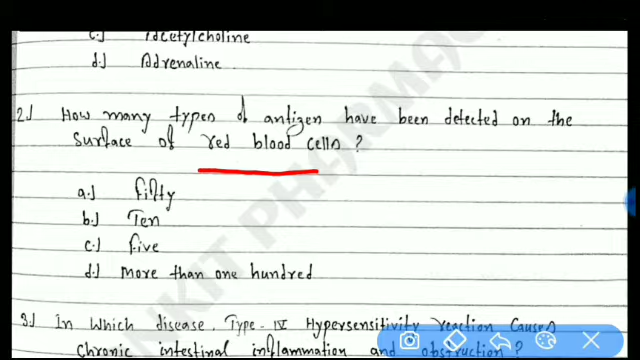 c.) Acetylcholine
d.) Adrenaline
2.) How many types of antigen have been detected on the
surface of red blood cells ?
a.) Fifty
b.) Ten
c.) Five
d.) More than one hundred
3.) In Which disease, Type-IV Hypersensitivity reaction Causes
Chronic intestinal inflammation and obstruction ?
ANKIT PHARMAC